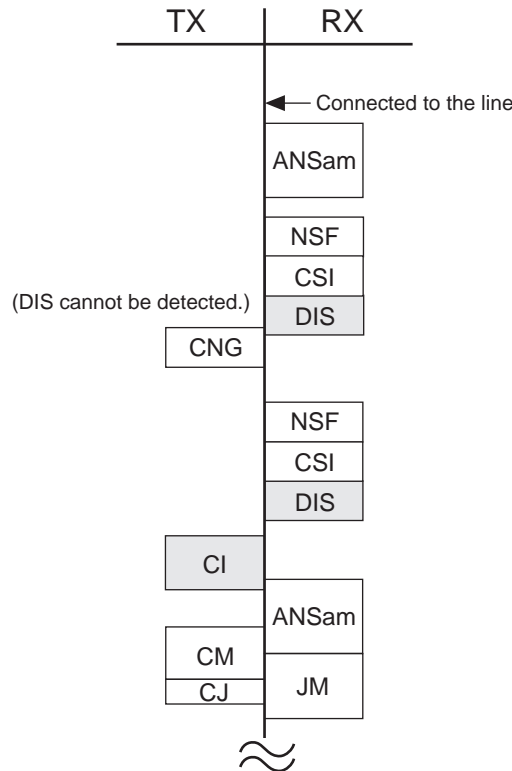 TX RX
Connected to the line
ANSam
NSF
CSI
(DIS cannot be detected.)
DIS
CNG
NSF
CSI
DIS
CI
ANSam
CM
JM
CJ